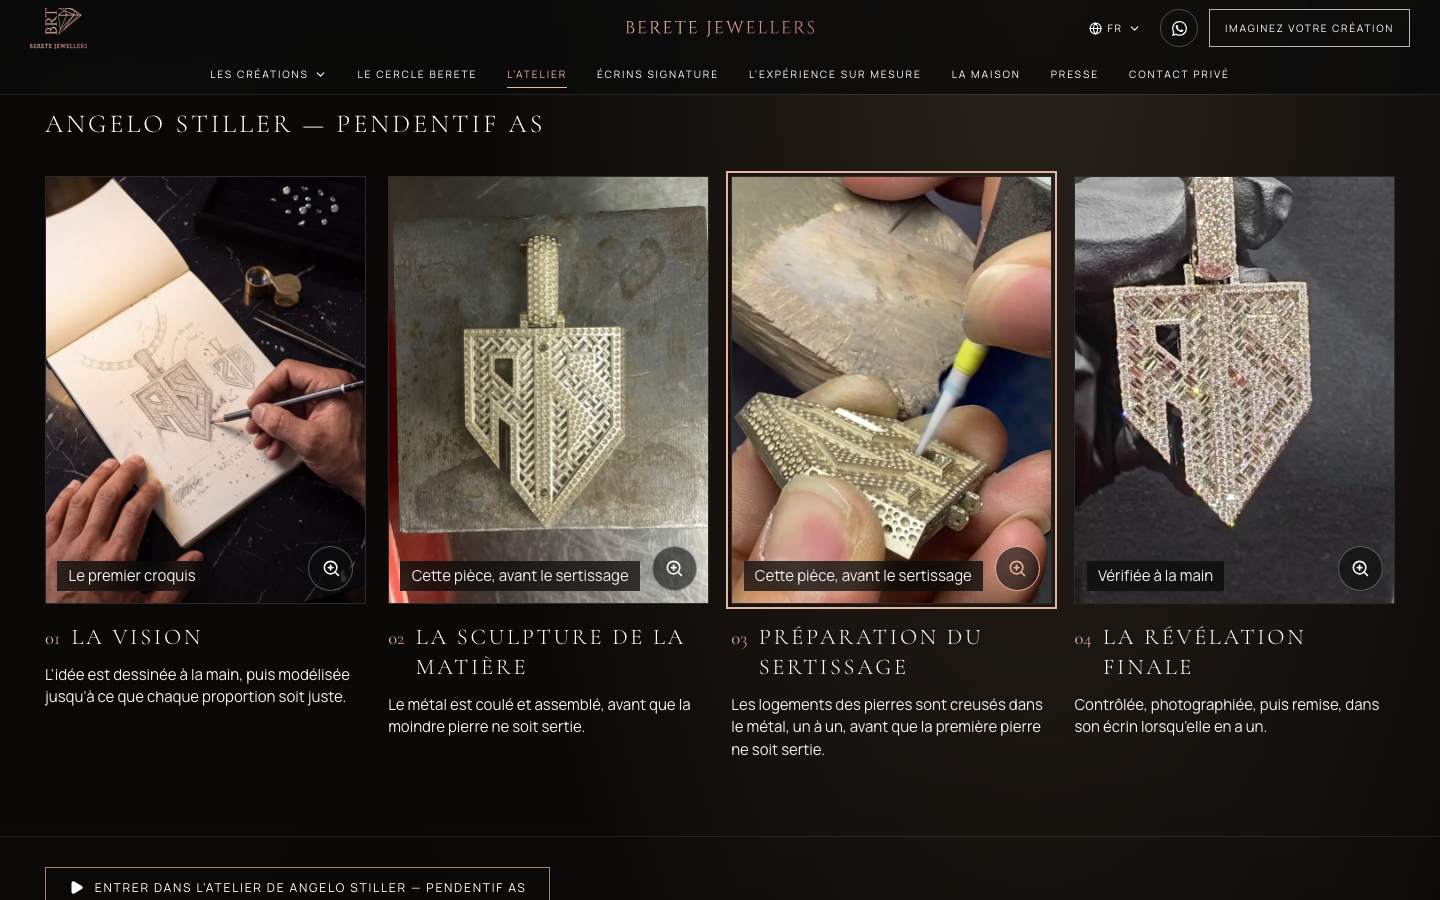 BRT
BERETE JEWELLERS
BERETE JEWELLERS
FR
IMAGINEZ VOTRE CRÉATION
LES CRÉATIONS
LE CERCLE BERETE
L'ATELIER
ÉCRINS SIGNATURE
L'EXPÉRIENCE SUR MESURE
LA MAISON
PRESSE
CONTACT PRIVÉ
ANGELO STILLER — PENDENTIF AS
Le premier croquis
Cette pièce, avant le sertissage
Cette pièce, avant le sertissage
Vérifiée à la main
01 LA VISION
L'idée est dessinée à la main, puis modélisée
jusqu'à ce que chaque proportion soit juste.
02 LA SCULPTURE DE LA
MATIÈRE
Le métal est coulé et assemblé, avant que la
moindre pierre ne soit sertie.
03 PRÉPARATION DU
SERTISSAGE
Les logements des pierres sont creusés dans
le métal, un à un, avant que la première pierre
ne soit sertie.
04 LA RÉVÉLATION
FINALE
Contrôlée, photographiée, puis remise, dans
son écrin lorsqu'elle en a un.
ENTRER DANS L'ATELIER DE ANGELO STILLER — PENDENTIF AS